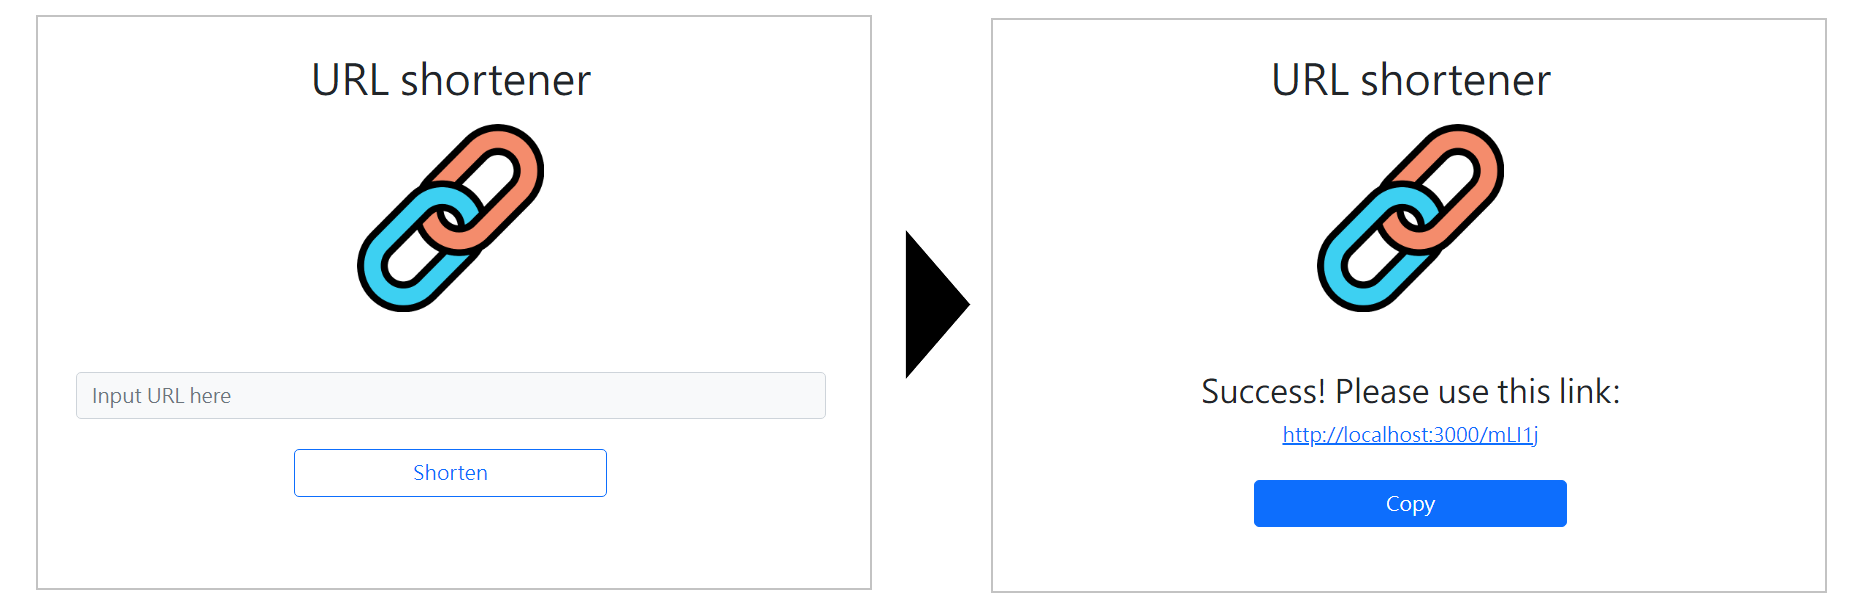 URL shortener
Input URL here
Shorten
URL shortener
Success! Please use this link:
http://localhost:3000/mLI1j
Copy